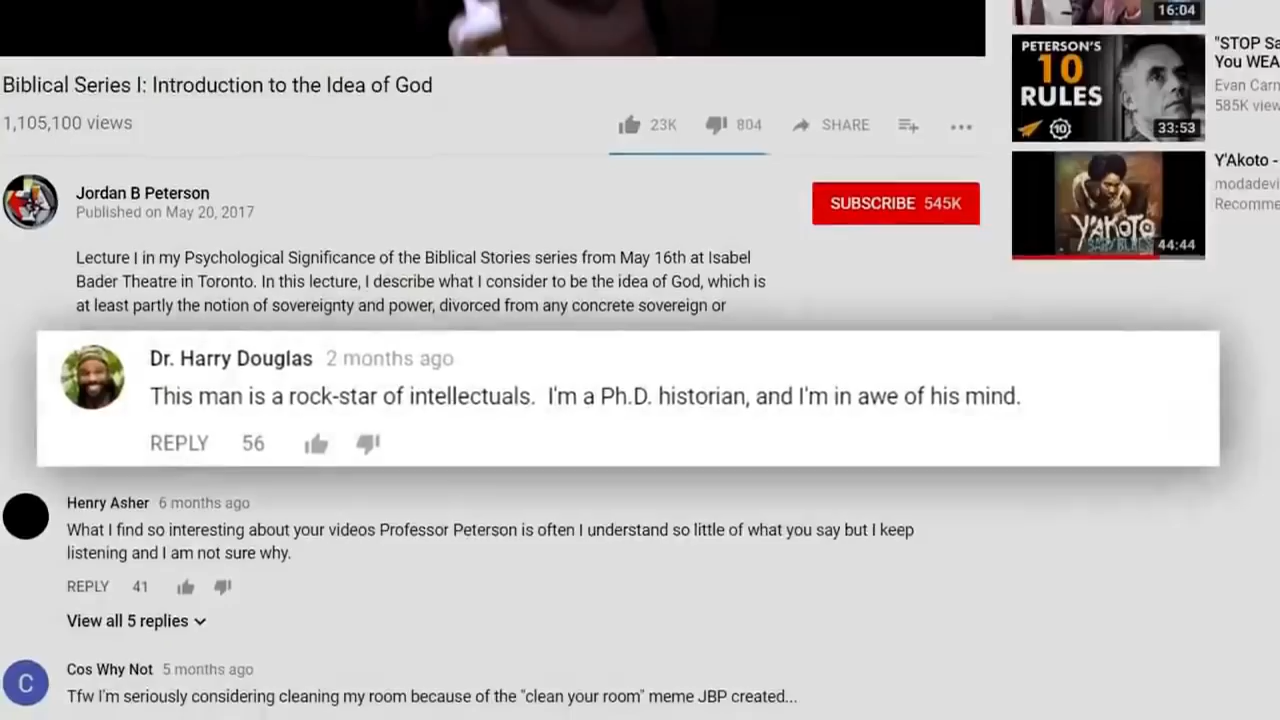 16:04
Biblical Series I: Introduction to the Idea of God
1,105,100 views
23K
804
SHARE
PETERSON'S
10
RULES
10
33:53
"STOP Sa
You WEA
Evan Carn
585K view
Jordan B Peterson
Published on May 20, 2017
SUBSCRIBE 545K
Y'AKOTO
BABYBLUES
44:44
Y'Akoto -
modadevi
Recomme
Lecture I in my Psychological Significance of the Biblical Stories series from May 16th at Isabel
Bader Theatre in Toronto. In this lecture, I describe what I consider to be the idea of God, which is
at least partly the notion of sovereignty and power, divorced from any concrete sovereign or
Dr. Harry Douglas 2 months ago
This man is a rock-star of intellectuals. I'm a Ph.D. historian, and I'm in awe of his mind.
REPLY 56
Henry Asher 6 months ago
What I find so interesting about your videos Professor Peterson is often I understand so little of what you say but I keep
listening and I am not sure why.
REPLY 41
View all 5 replies
C
Cos Why Not 5 months ago
Tfw I'm seriously considering cleaning my room because of the "clean your room" meme JBP created...